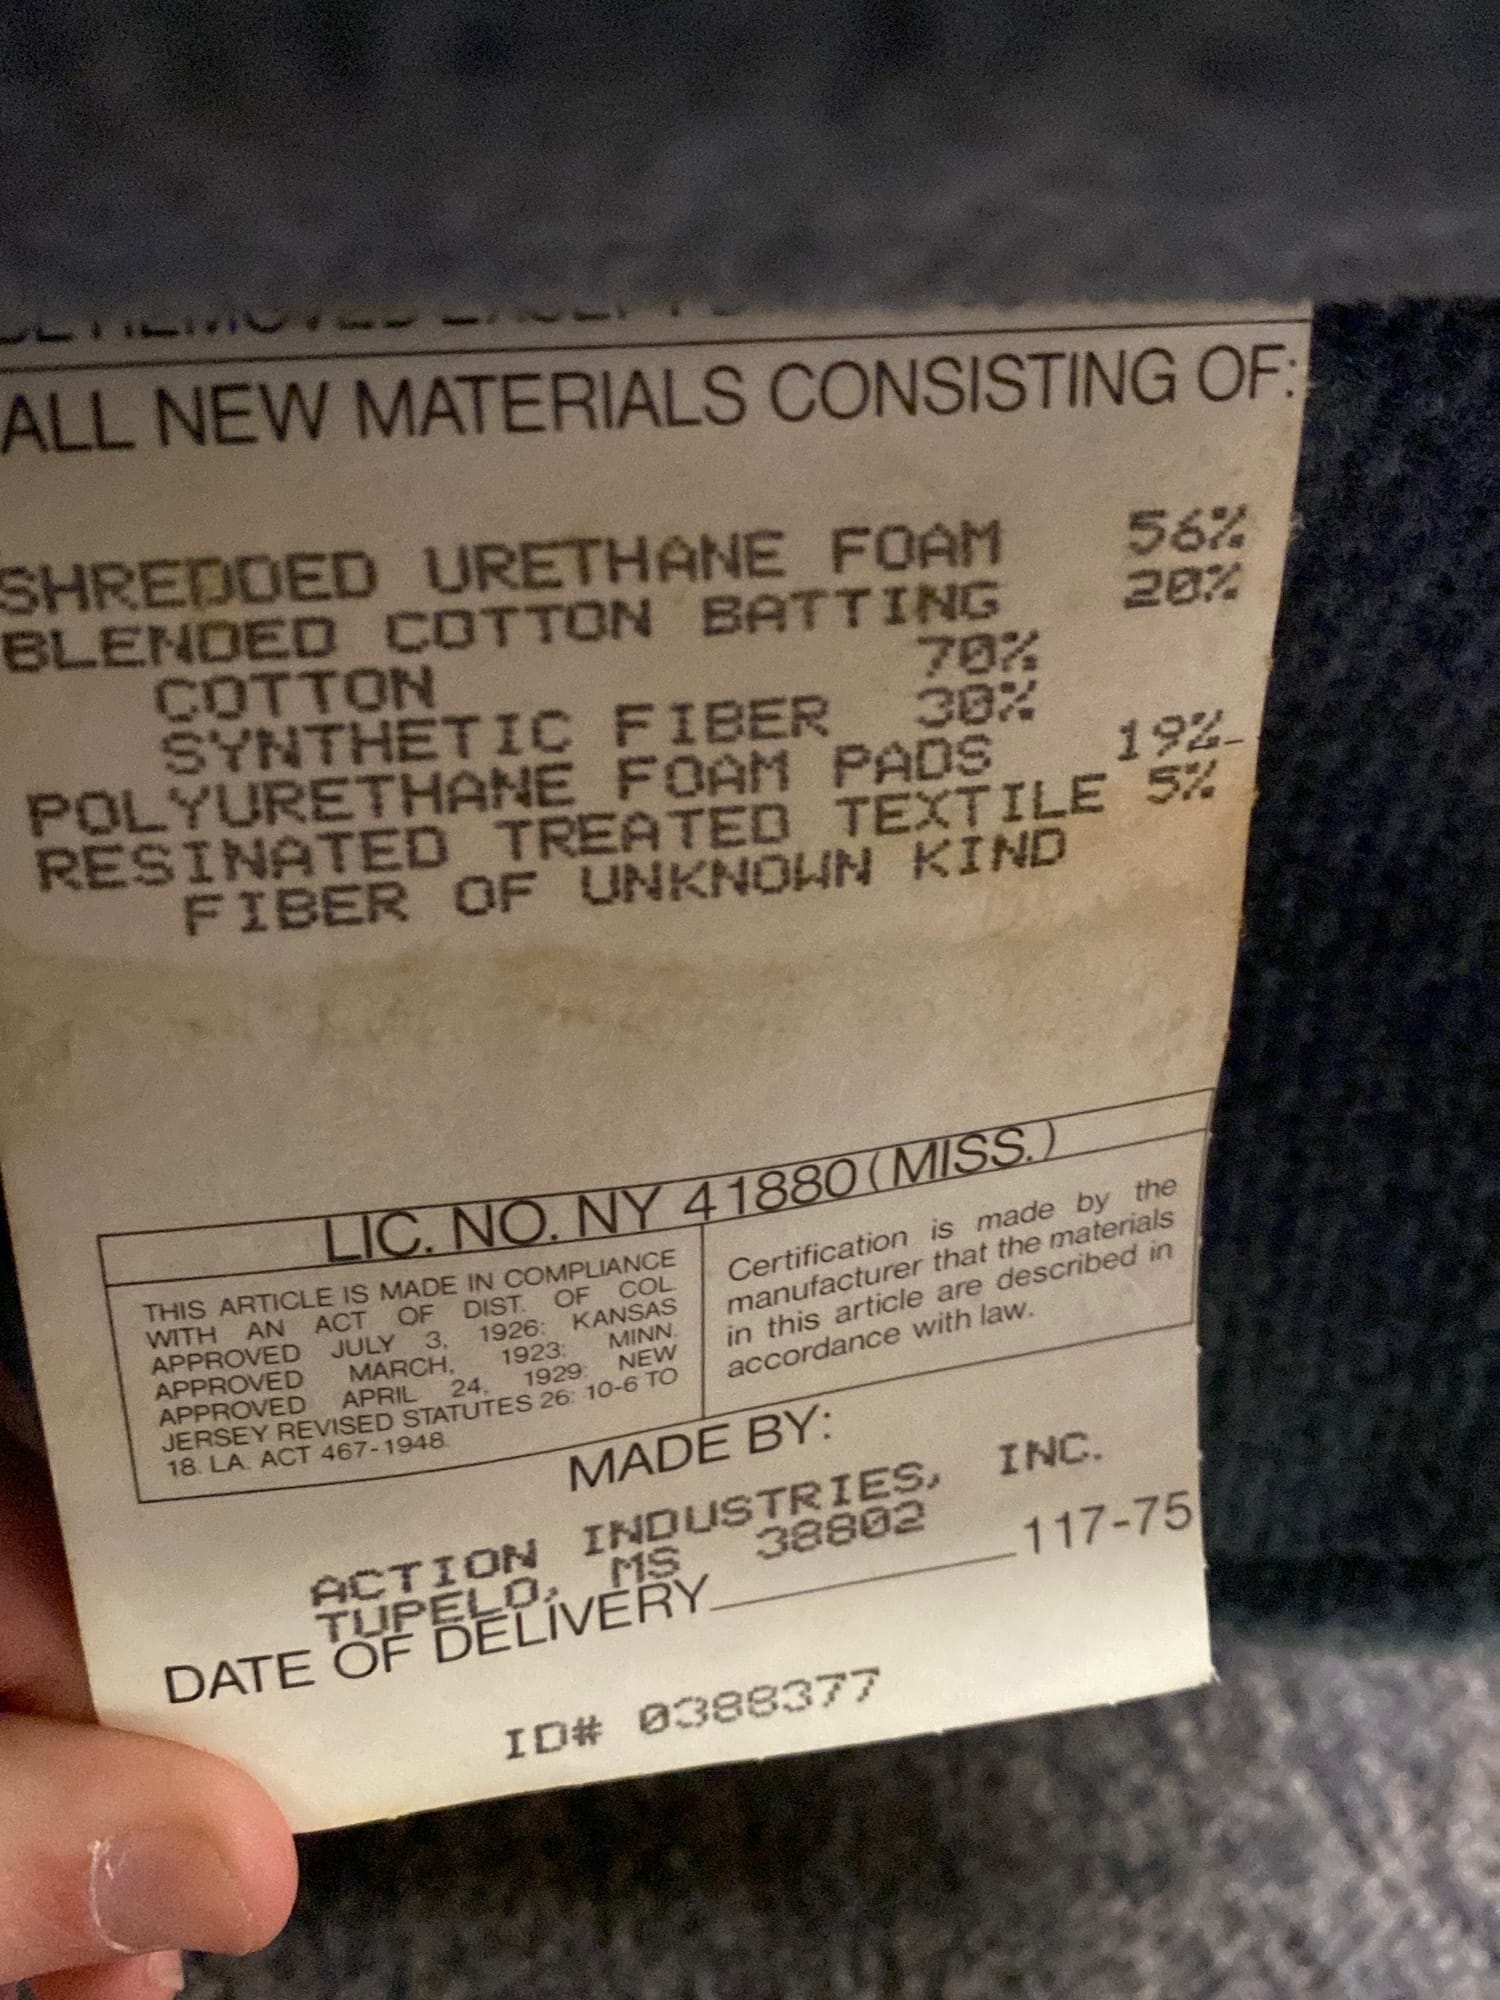 BE REMOVED EXCEPT B
ALL NEW MATERIALS CONSISTING OF:
SHREDDED URETHANE FOAM 56%
BLENDED COTTON BATTING 20%
COTTON 70%
SYNTHETIC FIBER 30%
POLYURETHANE FOAM PADS 19%
RESINATED TREATED TEXTILE 5%
FIBER OF UNKNOWN KIND
LIC. NO. NY 41880 (MISS.)
THIS ARTICLE IS MADE IN COMPLIANCE
WITH AN ACT OF DIST. OF COL
APPROVED JULY 3, 1926: KANSAS
APPROVED MARCH, 1923: MINN.
APPROVED APRIL 24, 1929: NEW
JERSEY REVISED STATUTES 26: 10-6 TO
18. LA. ACT 467-1948.
Certification is made by the
manufacturer that the materials
in this article are described in
accordance with law.
MADE BY:
ACTION INDUSTRIES, INC.
TUPELO, MS 38802
DATE OF DELIVERY 117-75
ID# 0388377